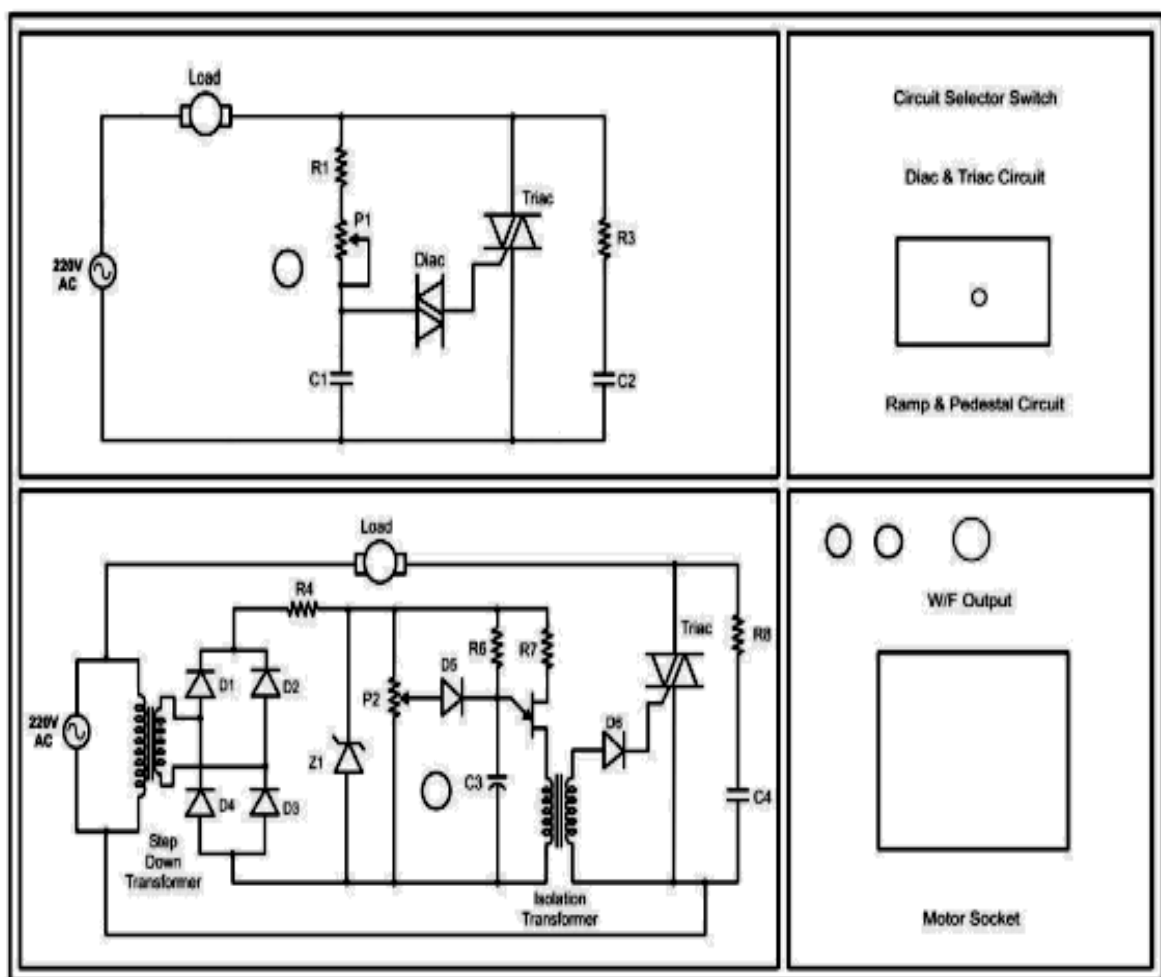 Load
R1
P1
Triac
R3
Diac
220V
AC
C1
C2
Circuit Selector Switch
Diac & Triac Circuit
Ramp & Pedestal Circuit
Load
R4
R6
R7
Triac
R8
D1
D2
D5
P2
220V
AC
D6
Z1
C3
C4
D4
D3
Step
Down
Transformer
Isolation
Transformer
W/F Output
Motor Socket